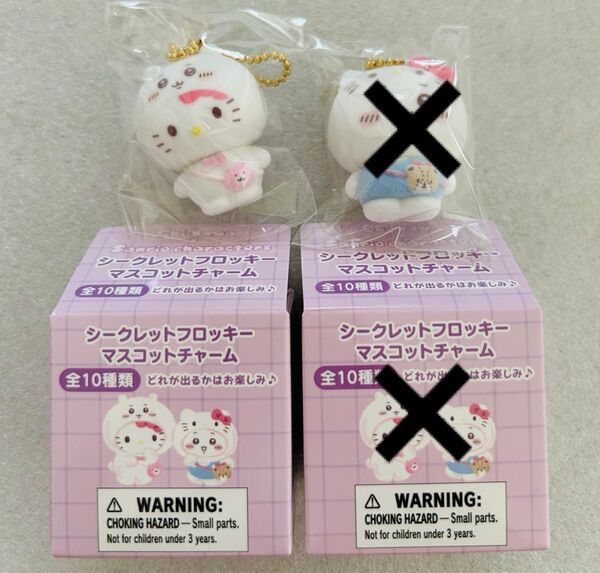 Sanrio characters
シークレットフロッキー
マスコットチャーム
全10種類 どれが出るかはお楽しみ♪
シークレットフロッキー
マスコットチャーム
全10種類 どれが出るかはお楽しみ♪
WARNING:
CHOKING HAZARD — Small parts.
Not for children under 3 years.
シークレットフロッキー
マスコットチャーム
全10種類 どれが出るかはお楽しみ♪
シークレットフロッキー
マスコットチャーム
全10種類 どれが出るかはお楽しみ♪
WARNING:
CHOKING HAZARD — Small parts.
Not for children under 3 years.